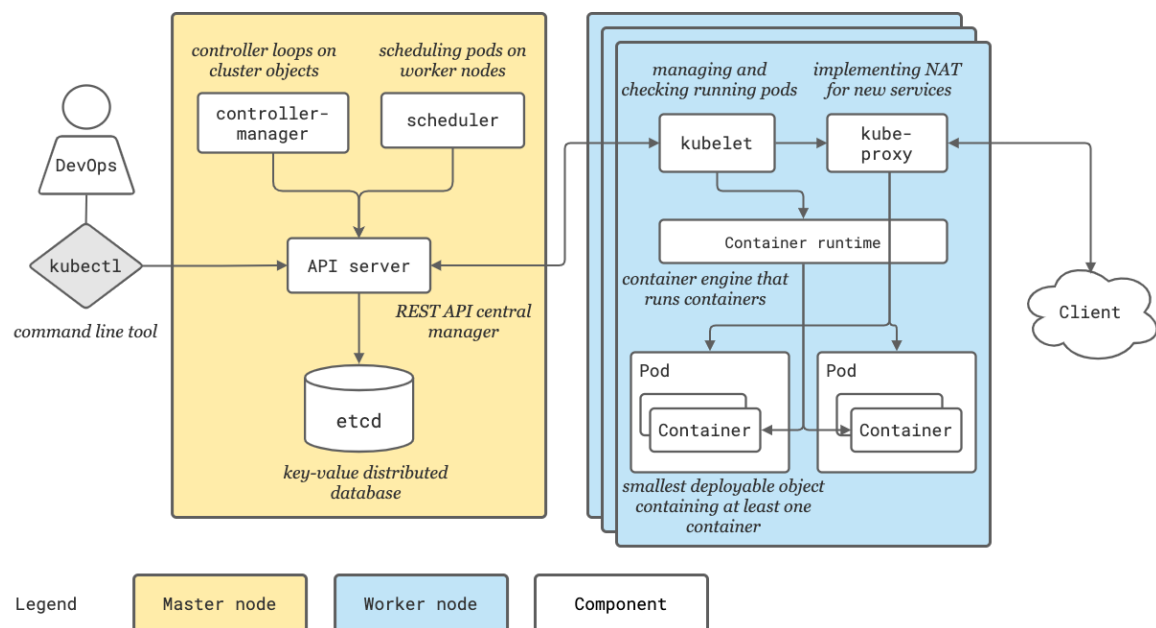 controller loops on
cluster objects
scheduling pods on
worker nodes
controller-
manager
scheduler
DevOps
kubectl
command line tool
API server
REST API central
manager
etcd
key-value distributed
database
managing and
checking running pods
implementing NAT
for new services
kubelet
kube-
proxy
Container runtime
container engine that
runs containers
Client
Pod
Container
Pod
Container
smallest deployable object
containing at least one
container
Legend
Master node
Worker node
Component